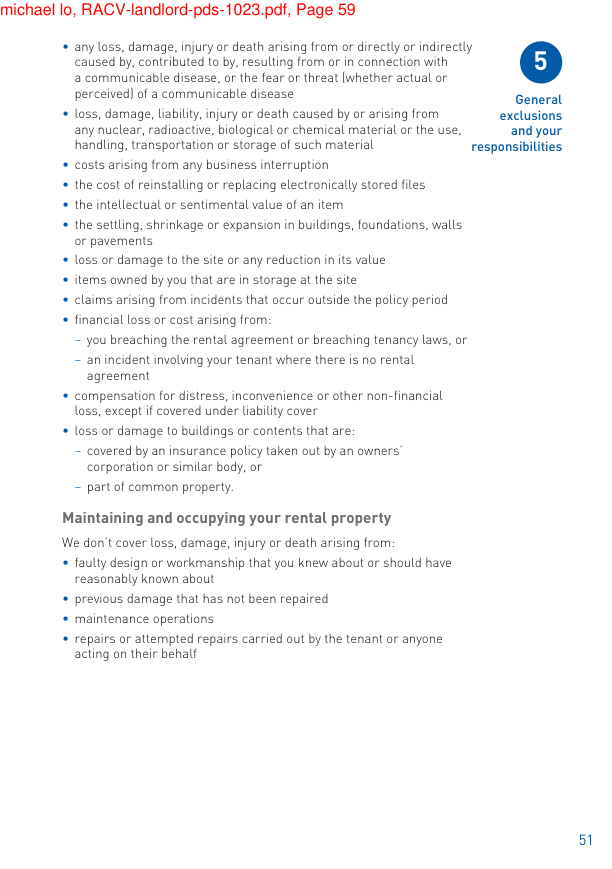 michael lo, RACV-landlord-pds-1023.pdf, Page 59
• any loss, damage, injury or death arising from or directly or indirectly
caused by, contributed to by, resulting from or in connection with
a communicable disease, or the fear or threat (whether actual or
perceived) of a communicable disease
• loss, damage, liability, injury or death caused by or arising from
any nuclear, radioactive, biological or chemical material or the use,
handling, transportation or storage of such material
• costs arising from any business interruption
• the cost of reinstalling or replacing electronically stored files
• the intellectual or sentimental value of an item
• the settling, shrinkage or expansion in buildings, foundations, walls
or pavements
• loss or damage to the site or any reduction in its value
• items owned by you that are in storage at the site
• claims arising from incidents that occur outside the policy period
• financial loss or cost arising from:
– you breaching the rental agreement or breaching tenancy laws, or
– an incident involving your tenant where there is no rental
agreement
• compensation for distress, inconvenience or other non-financial
loss, except if covered under liability cover
• loss or damage to buildings or contents that are:
– covered by an insurance policy taken out by an owners'
corporation or similar body, or
– part of common property.
Maintaining and occupying your rental property
We don't cover loss, damage, injury or death arising from:
• faulty design or workmanship that you knew about or should have
reasonably known about
• previous damage that has not been repaired
• maintenance operations
• repairs or attempted repairs carried out by the tenant or anyone
acting on their behalf
5
General
exclusions
and your
responsibilities
51